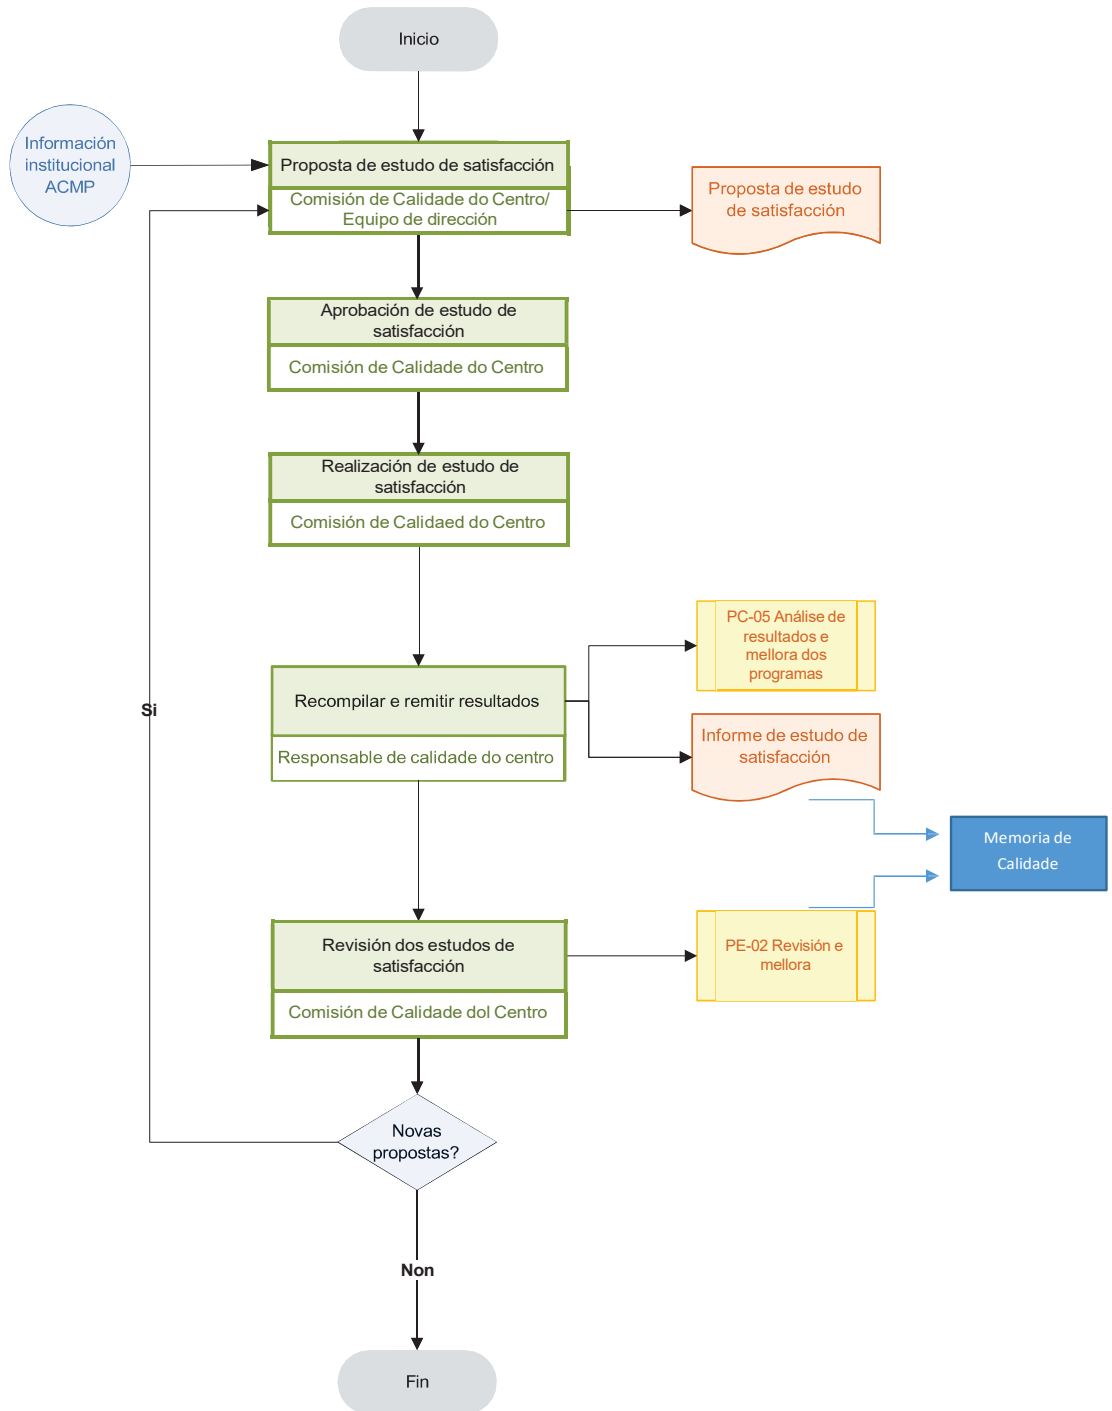 Inicio
Información
institucional
ACMP
Proposta de estudo de satisfacción
Comisión de Calidade do Centro/
Equipo de dirección
Proposta de estudo
de satisfacción
Aprobación de estudo de
satisfacción
Comisión de Calidade do Centro
Realización de estudo de
satisfacción
Comisión de Calidaed do Centro
PC-05 Análise de
resultados e
mellora dos
programas
Recompilar e remitir resultados
Responsable de calidade do centro
Si
Informe de estudo de
satisfacción
Memoria de
Calidade
Revisión dos estudos de
satisfacción
Comisión de Calidade dol Centro
PE-02 Revisión e
mellora
Novas
propostas?
Non
Fin